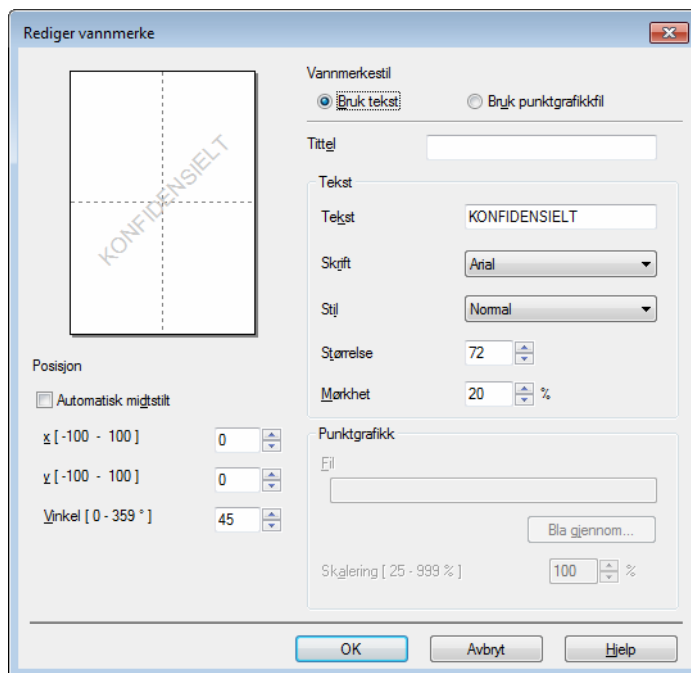 Rediger vannmerke
KONFIDENSIELT
Posisjon
Automatisk midtstilt
x [ -100 - 100 ] 0
y [ -100 - 100 ] 0
Vinkel [ 0 - 359 ° ] 45
Vannmerkestil
Bruk tekst Bruk punktgrafikkfil
Tittel
Tekst
Tekst KONFIDENSIELT
Skrift Arial
Stil Normal
Størrelse 72
Mørkhet 20 %
Punktgrafikk
Fil
Bla gjennom...
Skalering [ 25 - 999 % ] 100 %
OK Avbryt Hjelp